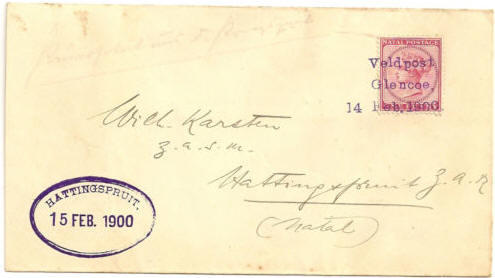 NATAL POSTAGE
Veldpost
Glencoe,
14 Feb. 1900
Wilh. Karsten
Z.A.S.M.
Hattingspruit Z.A.R
(Natal)
HATTINGSPRUIT.
15 FEB. 1900